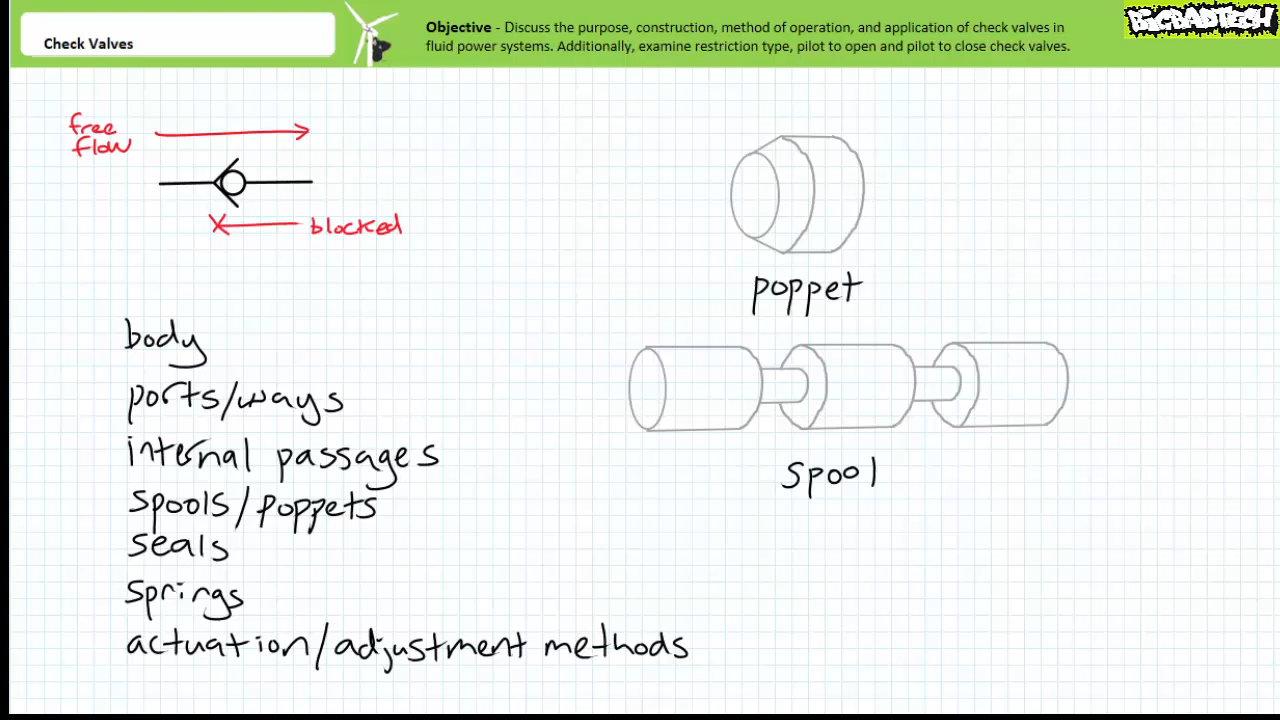 Check Valves
Objective - Discuss the purpose, construction, method of operation, and application of check valves in
fluid power systems. Additionally, examine restriction type, pilot to open and pilot to close check valves.
BIGBADTECH
free
flow
blocked
poppet
body
ports/ways
internal passages
spools/poppets
seals
springs
actuation/adjustment methods
spool